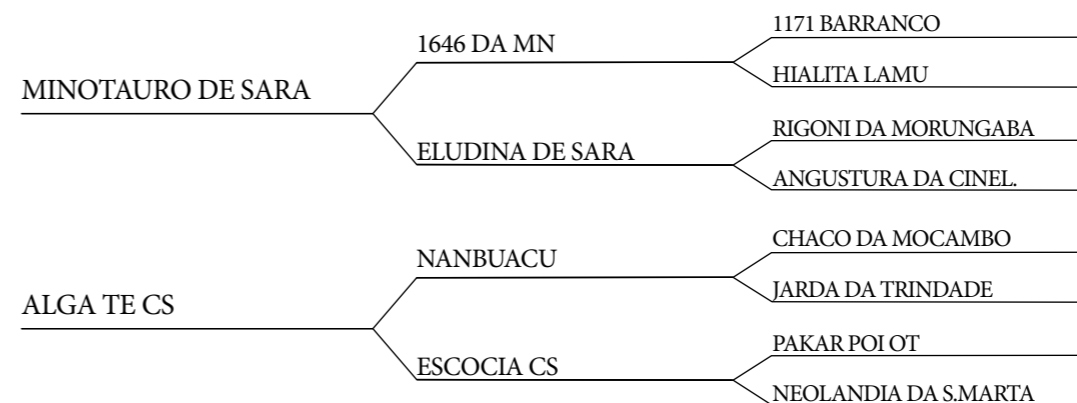 1171 BARRANCO
1646 DA MN
HIALITA LAMU
MINOTAURO DE SARA
RIGONI DA MORUNGABA
ELUDINA DE SARA
ANGUSTURA DA CINEL.
CHACO DA MOCAMBO
NANBUACU
JARDA DA TRINDADE
ALGA TE CS
PAKAR POI OT
ESCOCIA CS
NEOLANDIA DA S.MARTA